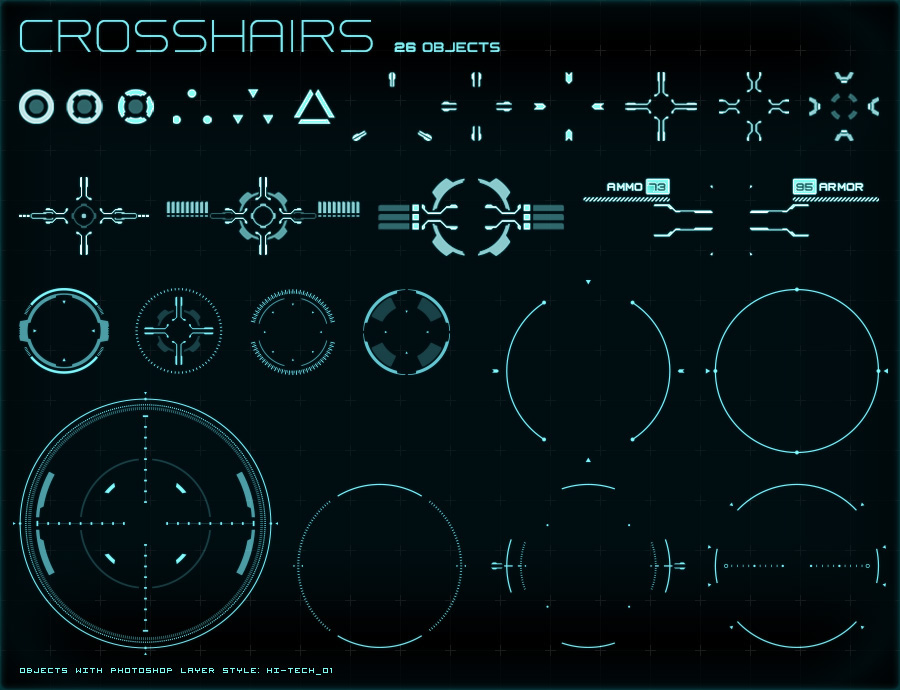 CROSSHAIRS
26 OBJECTS
AMMO 73
95 ARMOR
OBJECTS WITH PHOTOSHOP LAYER STYLE: HI-TECH_01